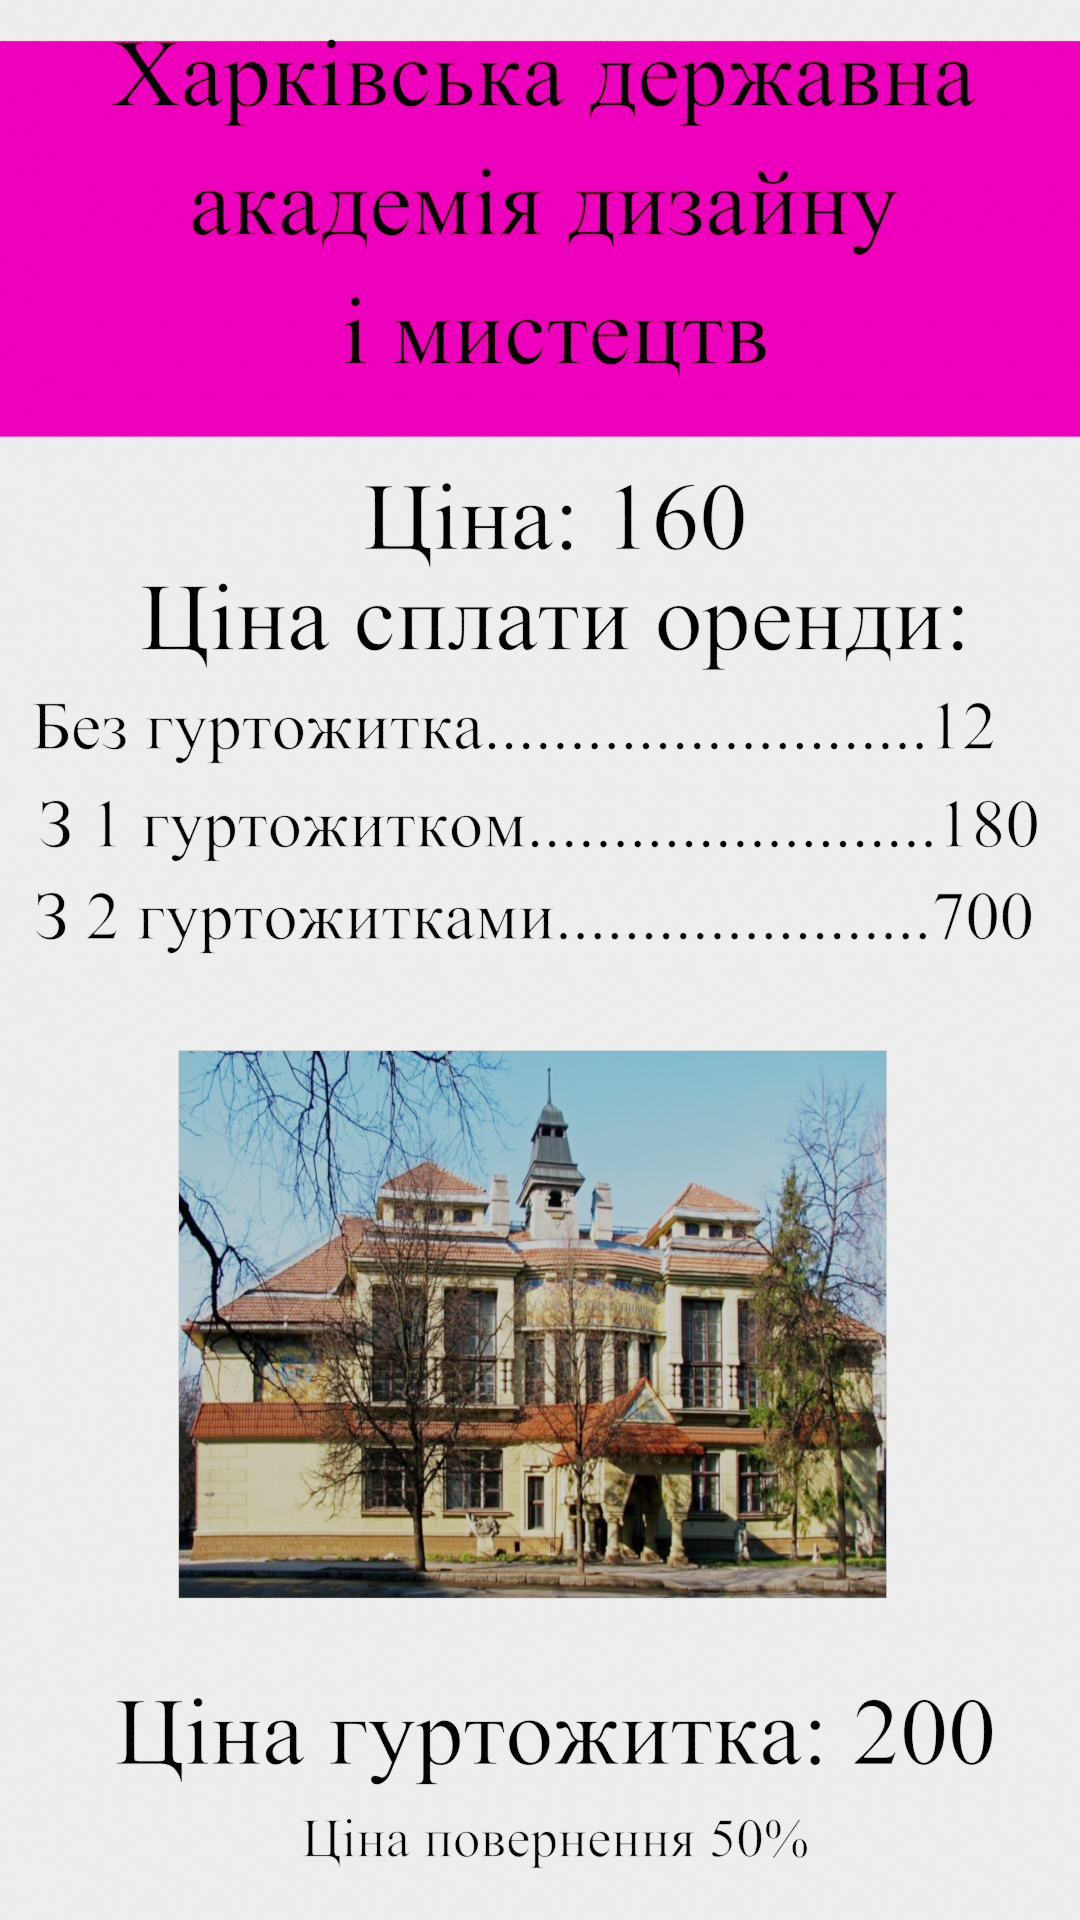 Харківська державна
академія дизайну
і мистецтв
Ціна: 160
Ціна сплати оренди:
Без гуртожитка..........................12
З 1 гуртожитком........................180
З 2 гуртожитками......................700
Ціна гуртожитка: 200
Ціна повернення 50%